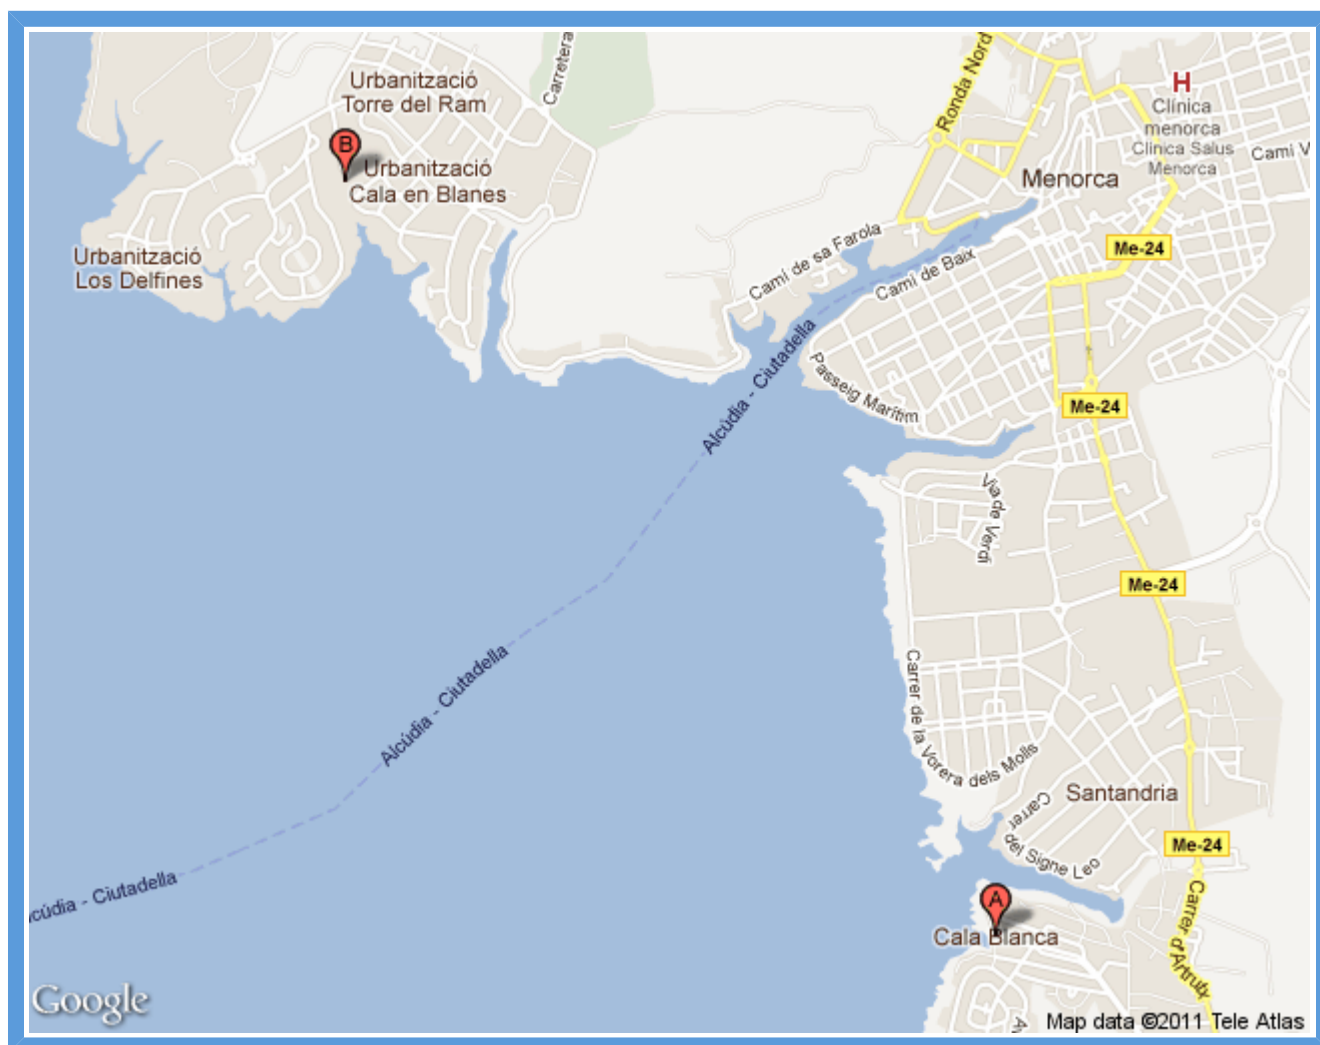 Carretera
Ronda Nord
Urbanització
Torre del Ram
H
Clínica
menorca
Clínica Salus
Menorca
Camí V
B
Urbanització
Cala en Blanes
Menorca
Urbanització
Los Delfines
Camí de sa Farola
Camí de Baix
Me-24
Alcúdia - Ciutadella
Passeig Marítim
Me-24
Via de Verdi
Me-24
Alcúdia - Ciutadella
Carrer de la Vorera dels Molls
Santandria
Carrer
del Signe Leo
Me-24
cúdia - Ciutadella
A
Cala Blanca
Carrer d'Artrutx
A
Google
Map data ©2011 Tele Atlas